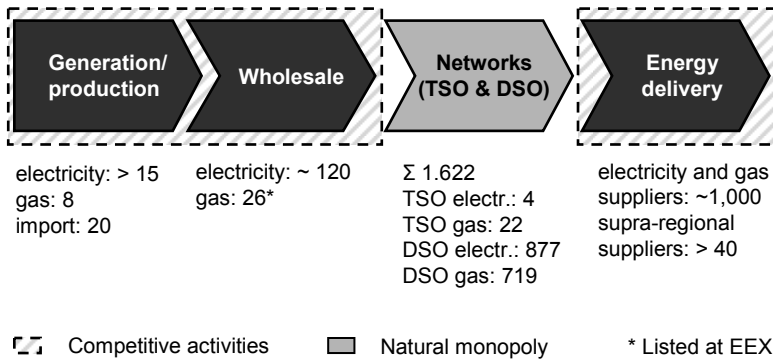 Generation/
production
Wholesale
Networks
(TSO & DSO)
Energy
delivery
electricity: > 15
gas: 8
import: 20
electricity: ~ 120
gas: 26*
Σ 1.622
TSO electr.: 4
TSO gas: 22
DSO electr.: 877
DSO gas: 719
electricity and gas
suppliers: ~1,000
supra-regional
suppliers: > 40
Competitive activities
Natural monopoly
* Listed at EEX